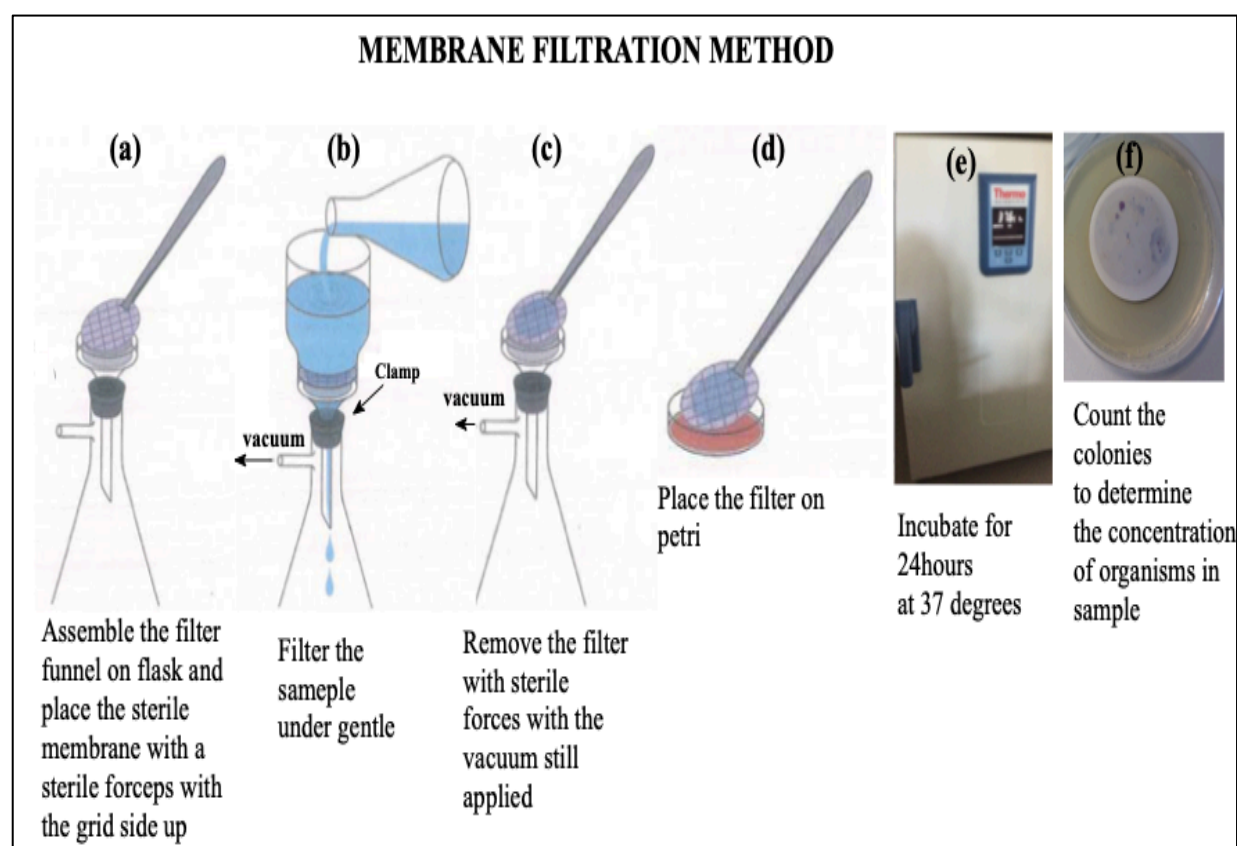 MEMBRANE FILTRATION METHOD
(a)
Assemble the filter
funnel on flask and
place the sterile
membrane with a
sterile forceps with
the grid side up
(b)
Clamp
vacuum
Filter the
sameple
under gentle
(c)
vacuum
Remove the filter
with sterile
forces with the
vacuum still
applied
(d)
Place the filter on
petri
(e)
Thermo
Incubate for
24hours
at 37 degrees
(f)
Count the
colonies
to determine
the concentration
of organisms in
sample